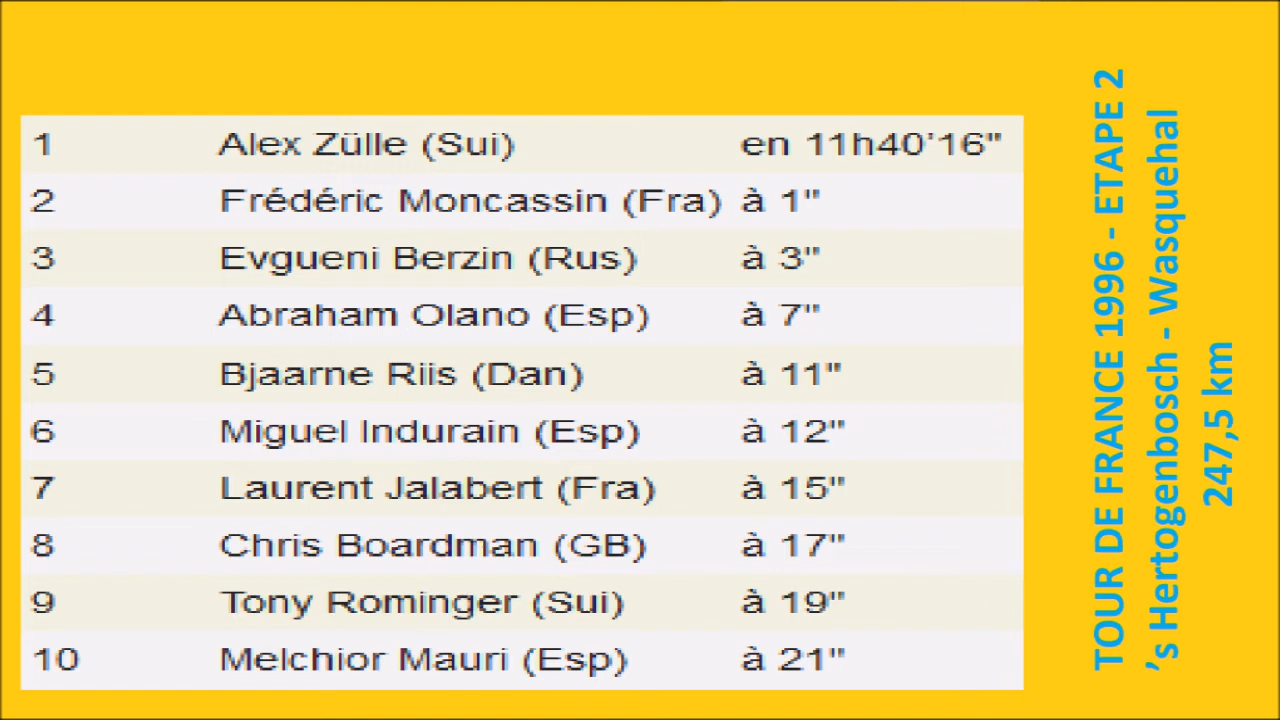 1 Alex Zülle (Sui) en 11h40'16"
2 Frédéric Moncassin (Fra) à 1"
3 Evgueni Berzin (Rus) à 3"
4 Abraham Olano (Esp) à 7"
5 Bjaarne Riis (Dan) à 11"
6 Miguel Indurain (Esp) à 12"
7 Laurent Jalabert (Fra) à 15"
8 Chris Boardman (GB) à 17"
9 Tony Rominger (Sui) à 19"
10 Melchior Mauri (Esp) à 21"
TOUR DE FRANCE 1996 - ETAPE 2
's Hertogenbosch - Wasquehal
247,5 km